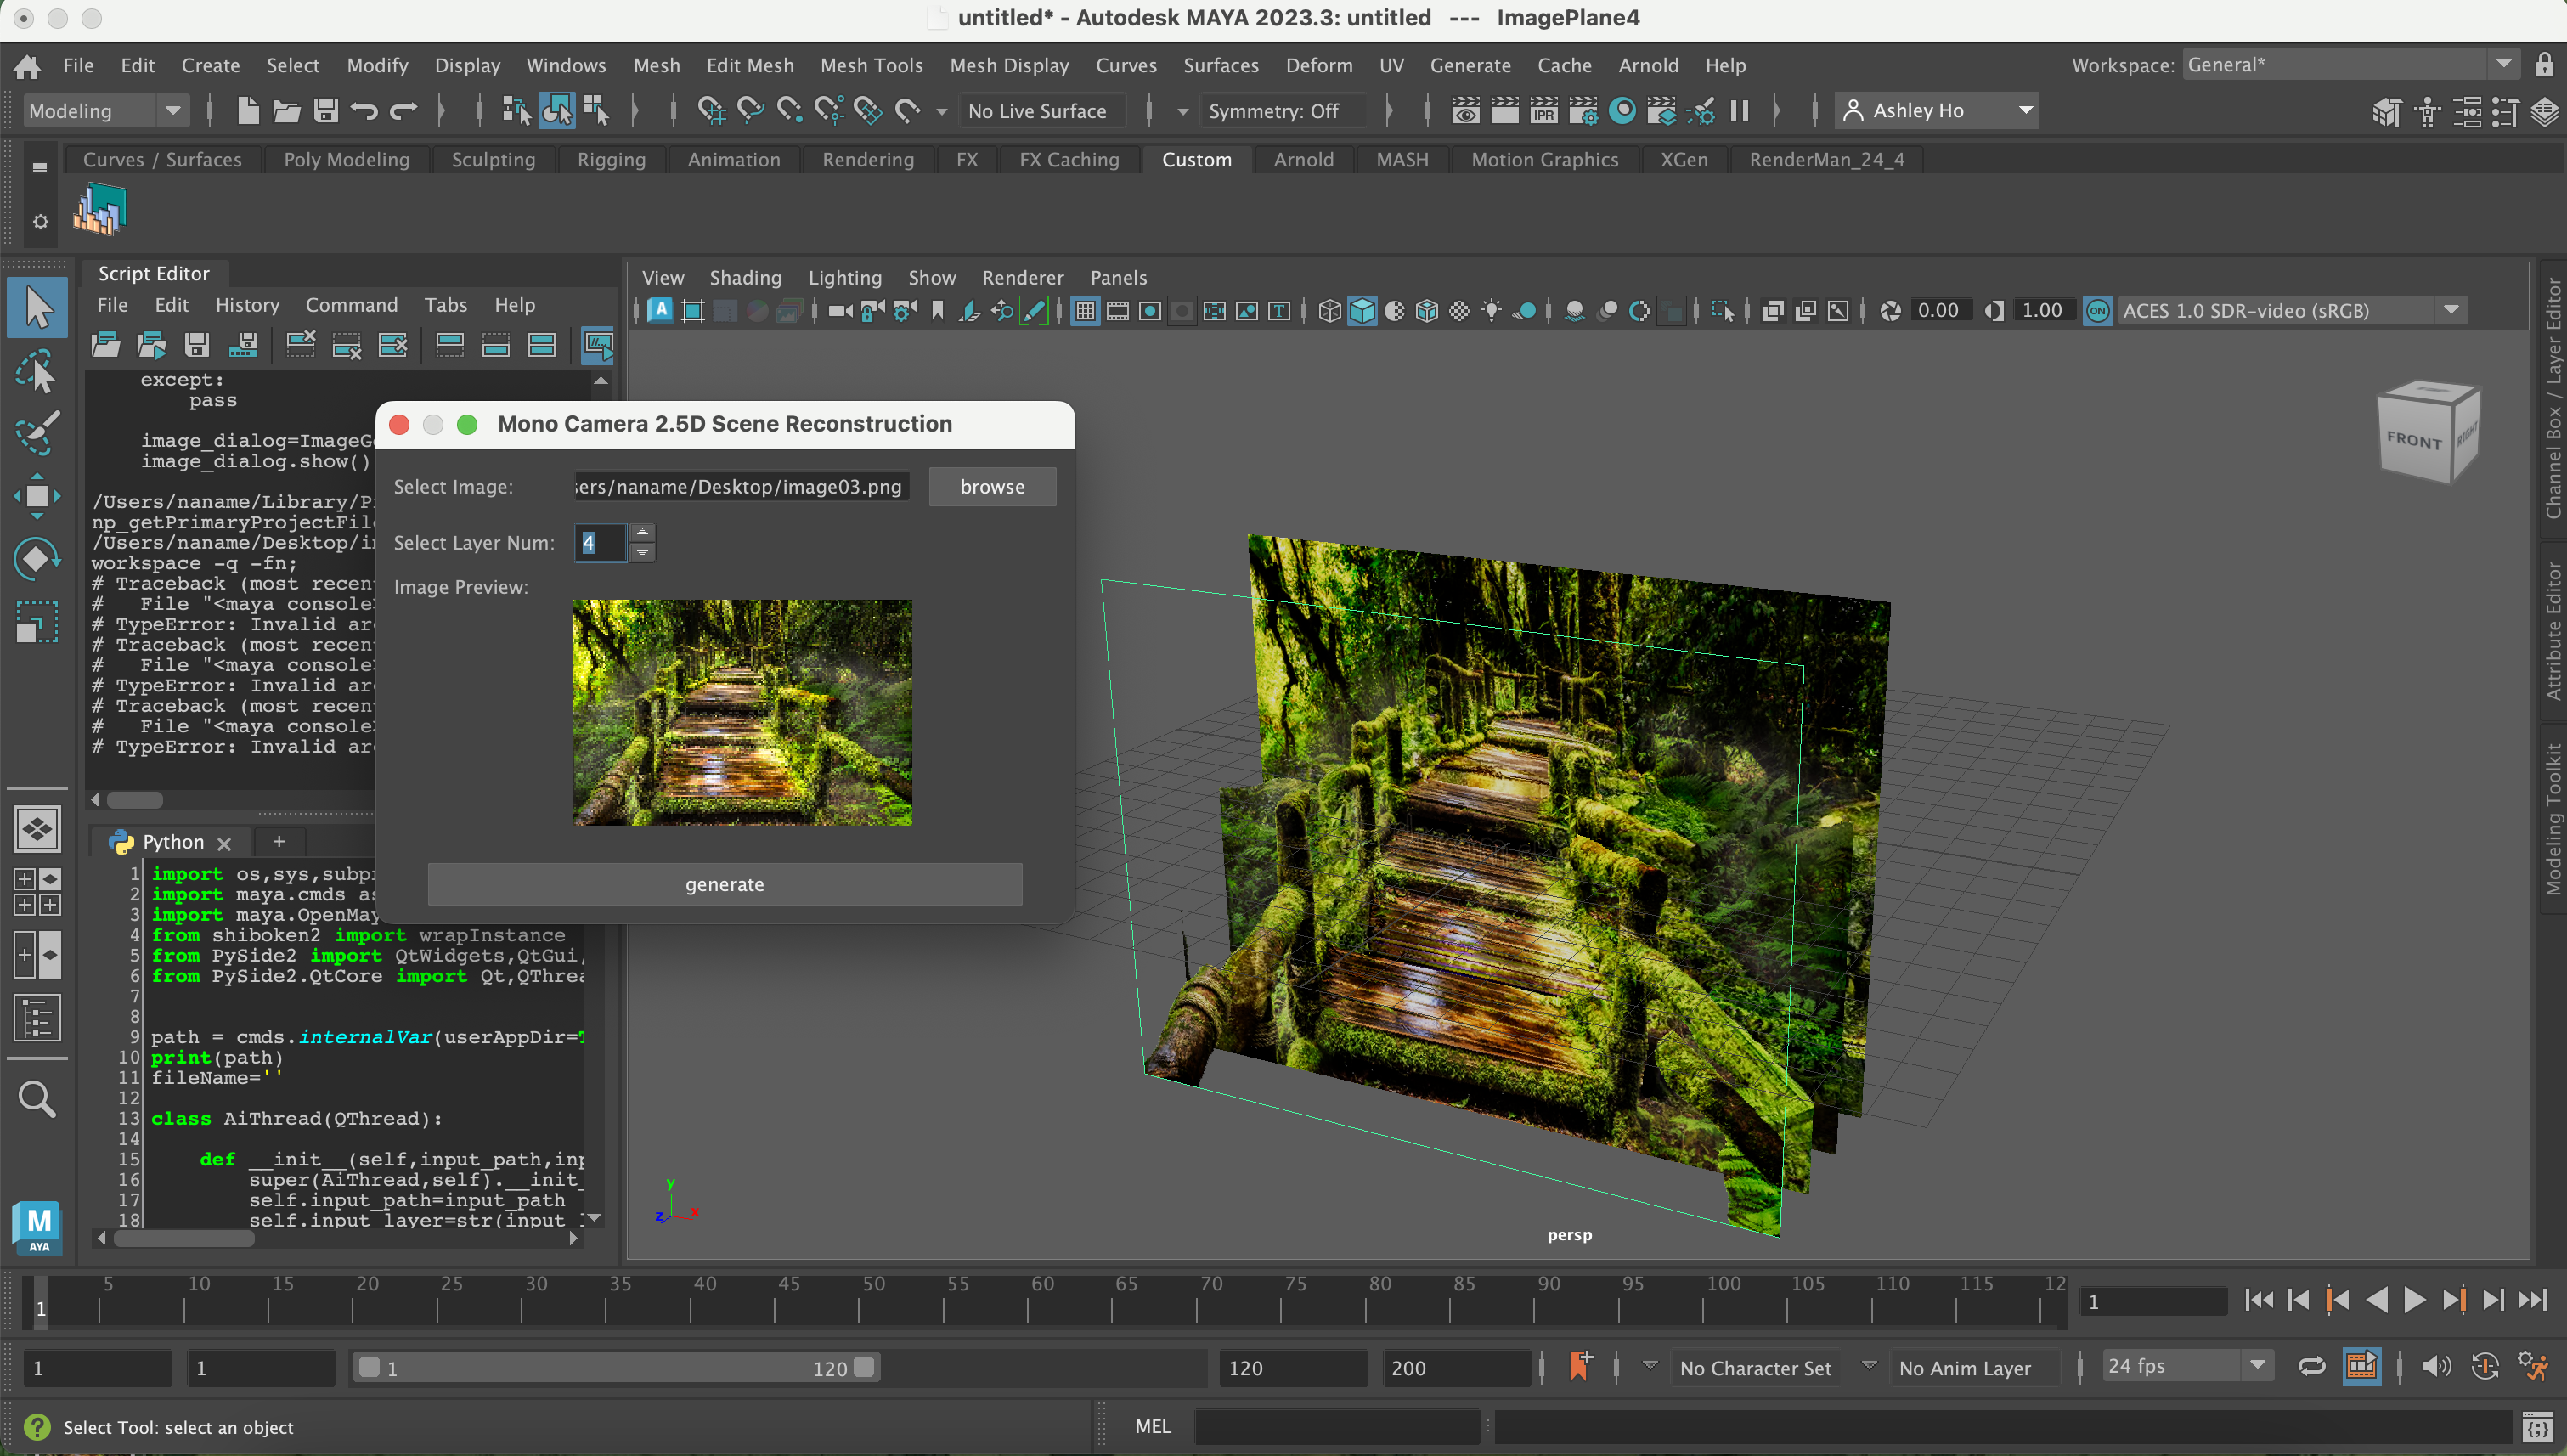 untitled* - Autodesk MAYA 2023.3: untitled --- ImagePlane4
File Edit Create Select Modify Display Windows Mesh Edit Mesh Mesh Tools Mesh Display Curves Surfaces Deform UV Generate Cache Arnold Help Workspace: General*
Modeling No Live Surface Symmetry: Off IPR Ashley Ho
Curves / Surfaces Poly Modeling Sculpting Rigging Animation Rendering FX FX Caching Custom Arnold MASH Motion Graphics XGen RenderMan_24_4
Script Editor
File Edit History Command Tabs Help
except:
pass
image_dialog=ImageG
image_dialog.show()
/Users/naname/Library/P
np_getPrimaryProjectFil
/Users/naname/Desktop/i
workspace -q -fn;
# Traceback (most recen
# File "<maya console>
# TypeError: Invalid ar
# Traceback (most recen
# File "<maya console>
# TypeError: Invalid ar
# Traceback (most recen
# File "<maya console>
# TypeError: Invalid ar
Python
1 import os,sys,subp
2 import maya.cmds as
3 import maya.OpenMay
4 from shiboken2 import wrapInstance
5 from PySide2 import QtWidgets,QtGui,
6 from PySide2.QtCore import Qt,QThrea
7
8
9 path = cmds.internalVar(userAppDir=T
10 print(path)
11 fileName=''
12
13 class AiThread(QThread):
14
15 def __init__(self,input_path,inp
16 super(AiThread,self).__init_
17 self.input_path=input_path
18 self.input_layer=str(input_l
Mono Camera 2.5D Scene Reconstruction
Select Image: sers/naname/Desktop/image03.png browse
Select Layer Num: 4
Image Preview:
generate
View Shading Lighting Show Renderer Panels
0.00 1.00 ON ACES 1.0 SDR-video (sRGB)
FRONT RIGHT
y
z x
persp
Channel Box / Layer Editor
Attribute Editor
Modeling Toolkit
M
AYA
5 10 15 20 25 30 35 40 45 50 55 60 65 70 75 80 85 90 95 100 105 110 115 12
1 1
1 1 1 120 120 200 No Character Set No Anim Layer 24 fps
Select Tool: select an object MEL